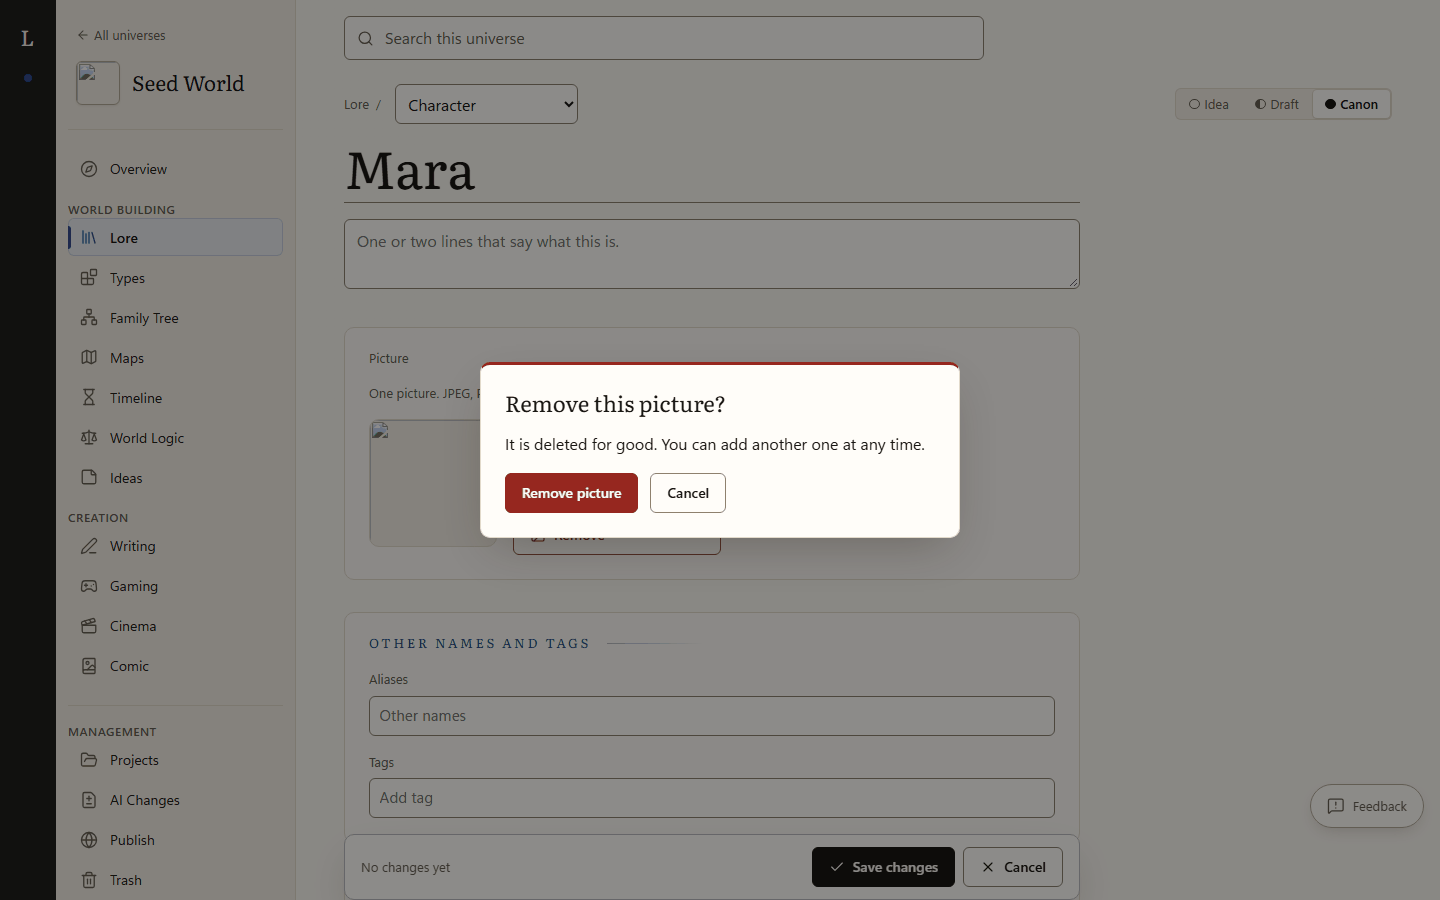 L
All universes
Seed World
Overview
WORLD BUILDING
Lore
Types
Family Tree
Maps
Timeline
World Logic
Ideas
CREATION
Writing
Gaming
Cinema
Comic
MANAGEMENT
Projects
AI Changes
Publish
Trash
Search this universe
Lore /
Character
Idea
Draft
Canon
Mara
One or two lines that say what this is.
Picture
One picture. JPEG,
Remove this picture?
It is deleted for good. You can add another one at any time.
Remove picture
Cancel
Remove
OTHER NAMES AND TAGS
Aliases
Other names
Tags
Add tag
No changes yet
Save changes
Cancel
Feedback